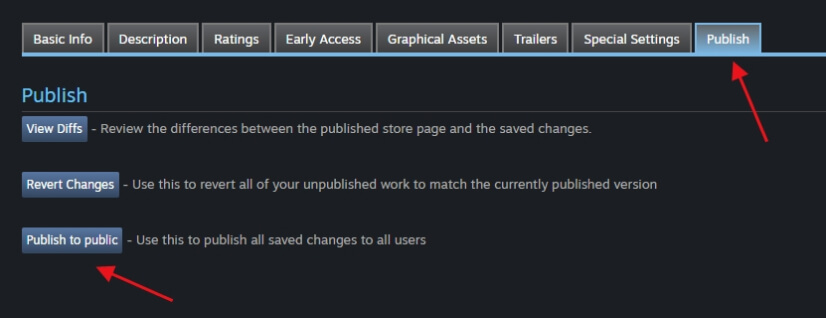 Basic Info Description Ratings Early Access Graphical Assets Trailers Special Settings Publish
Publish
View Diffs - Review the differences between the published store page and the saved changes.
Revert Changes - Use this to revert all of your unpublished work to match the currently published version
Publish to public - Use this to publish all saved changes to all users